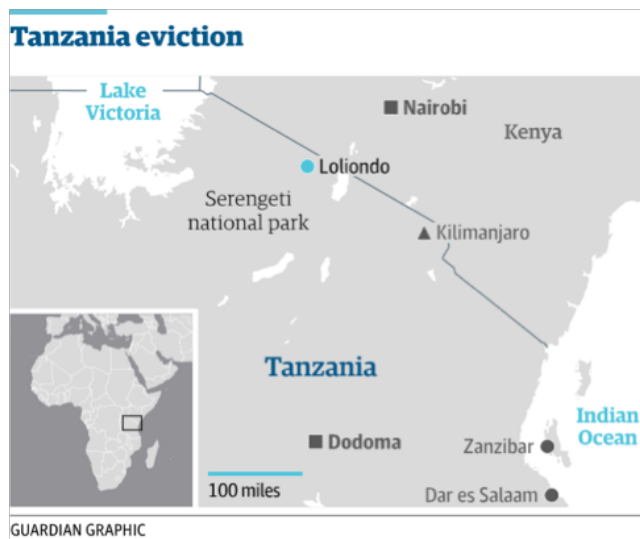 Tanzania eviction
Lake
Victoria
Nairobi
Kenya
Loliondo
Serengeti
national park
Kilimanjaro
Tanzania
Indian
Ocean
Dodoma
Zanzibar
100 miles
Dar es Salaam
GUARDIAN GRAPHIC